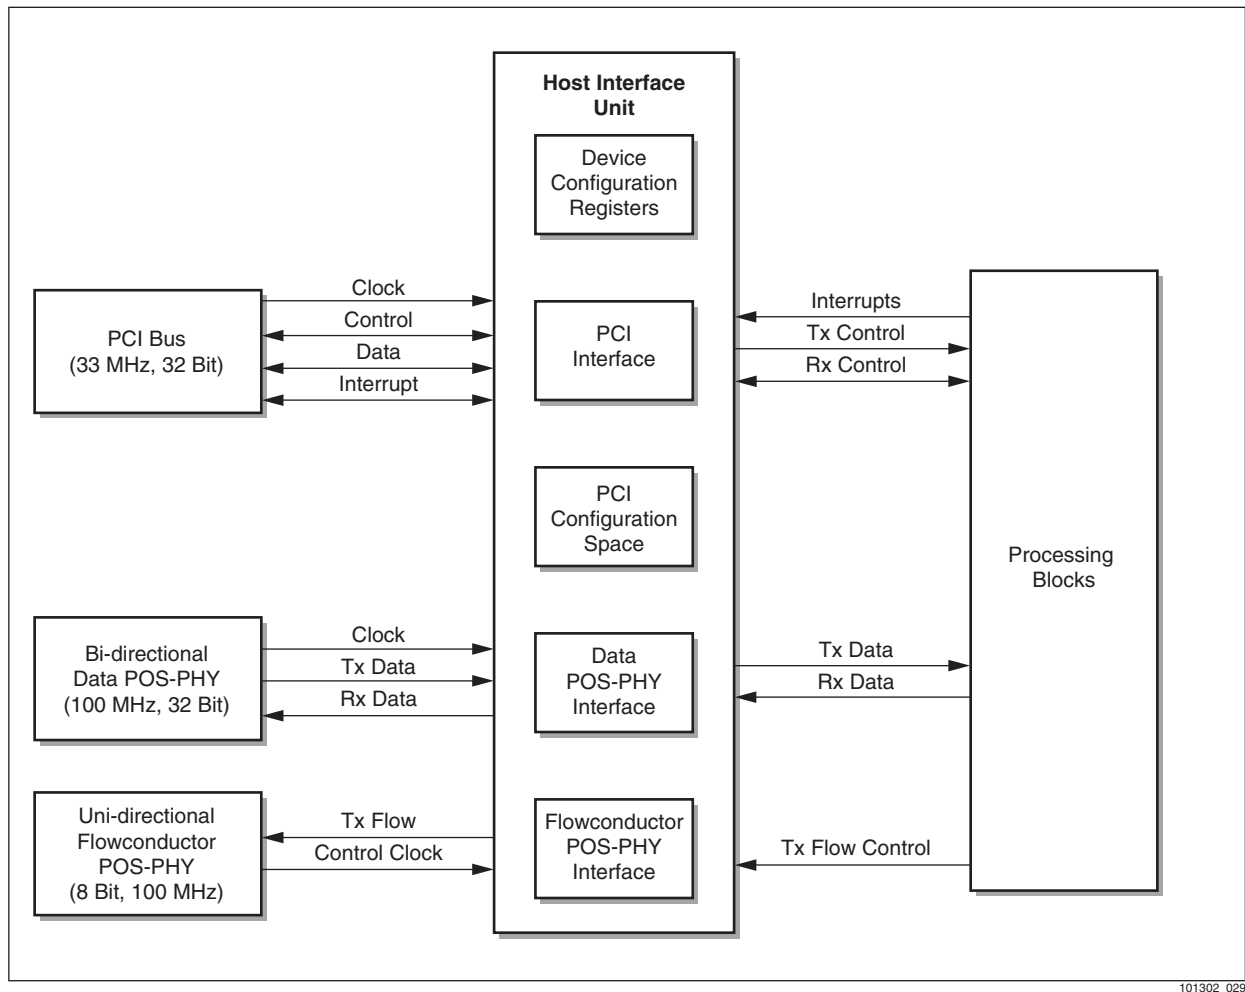 Host Interface
Unit
Device
Configuration
Registers
PCI Bus
(33 MHz, 32 Bit)
Clock
Control
Data
Interrupt
PCI
Interface
Interrupts
Tx Control
Rx Control
PCI
Configuration
Space
Processing
Blocks
Bi-directional
Data POS-PHY
(100 MHz, 32 Bit)
Clock
Tx Data
Rx Data
Data
POS-PHY
Interface
Tx Data
Rx Data
Uni-directional
Flowconductor
POS-PHY
(8 Bit, 100 MHz)
Tx Flow
Control Clock
Flowconductor
POS-PHY
Interface
Tx Flow Control
101302_029